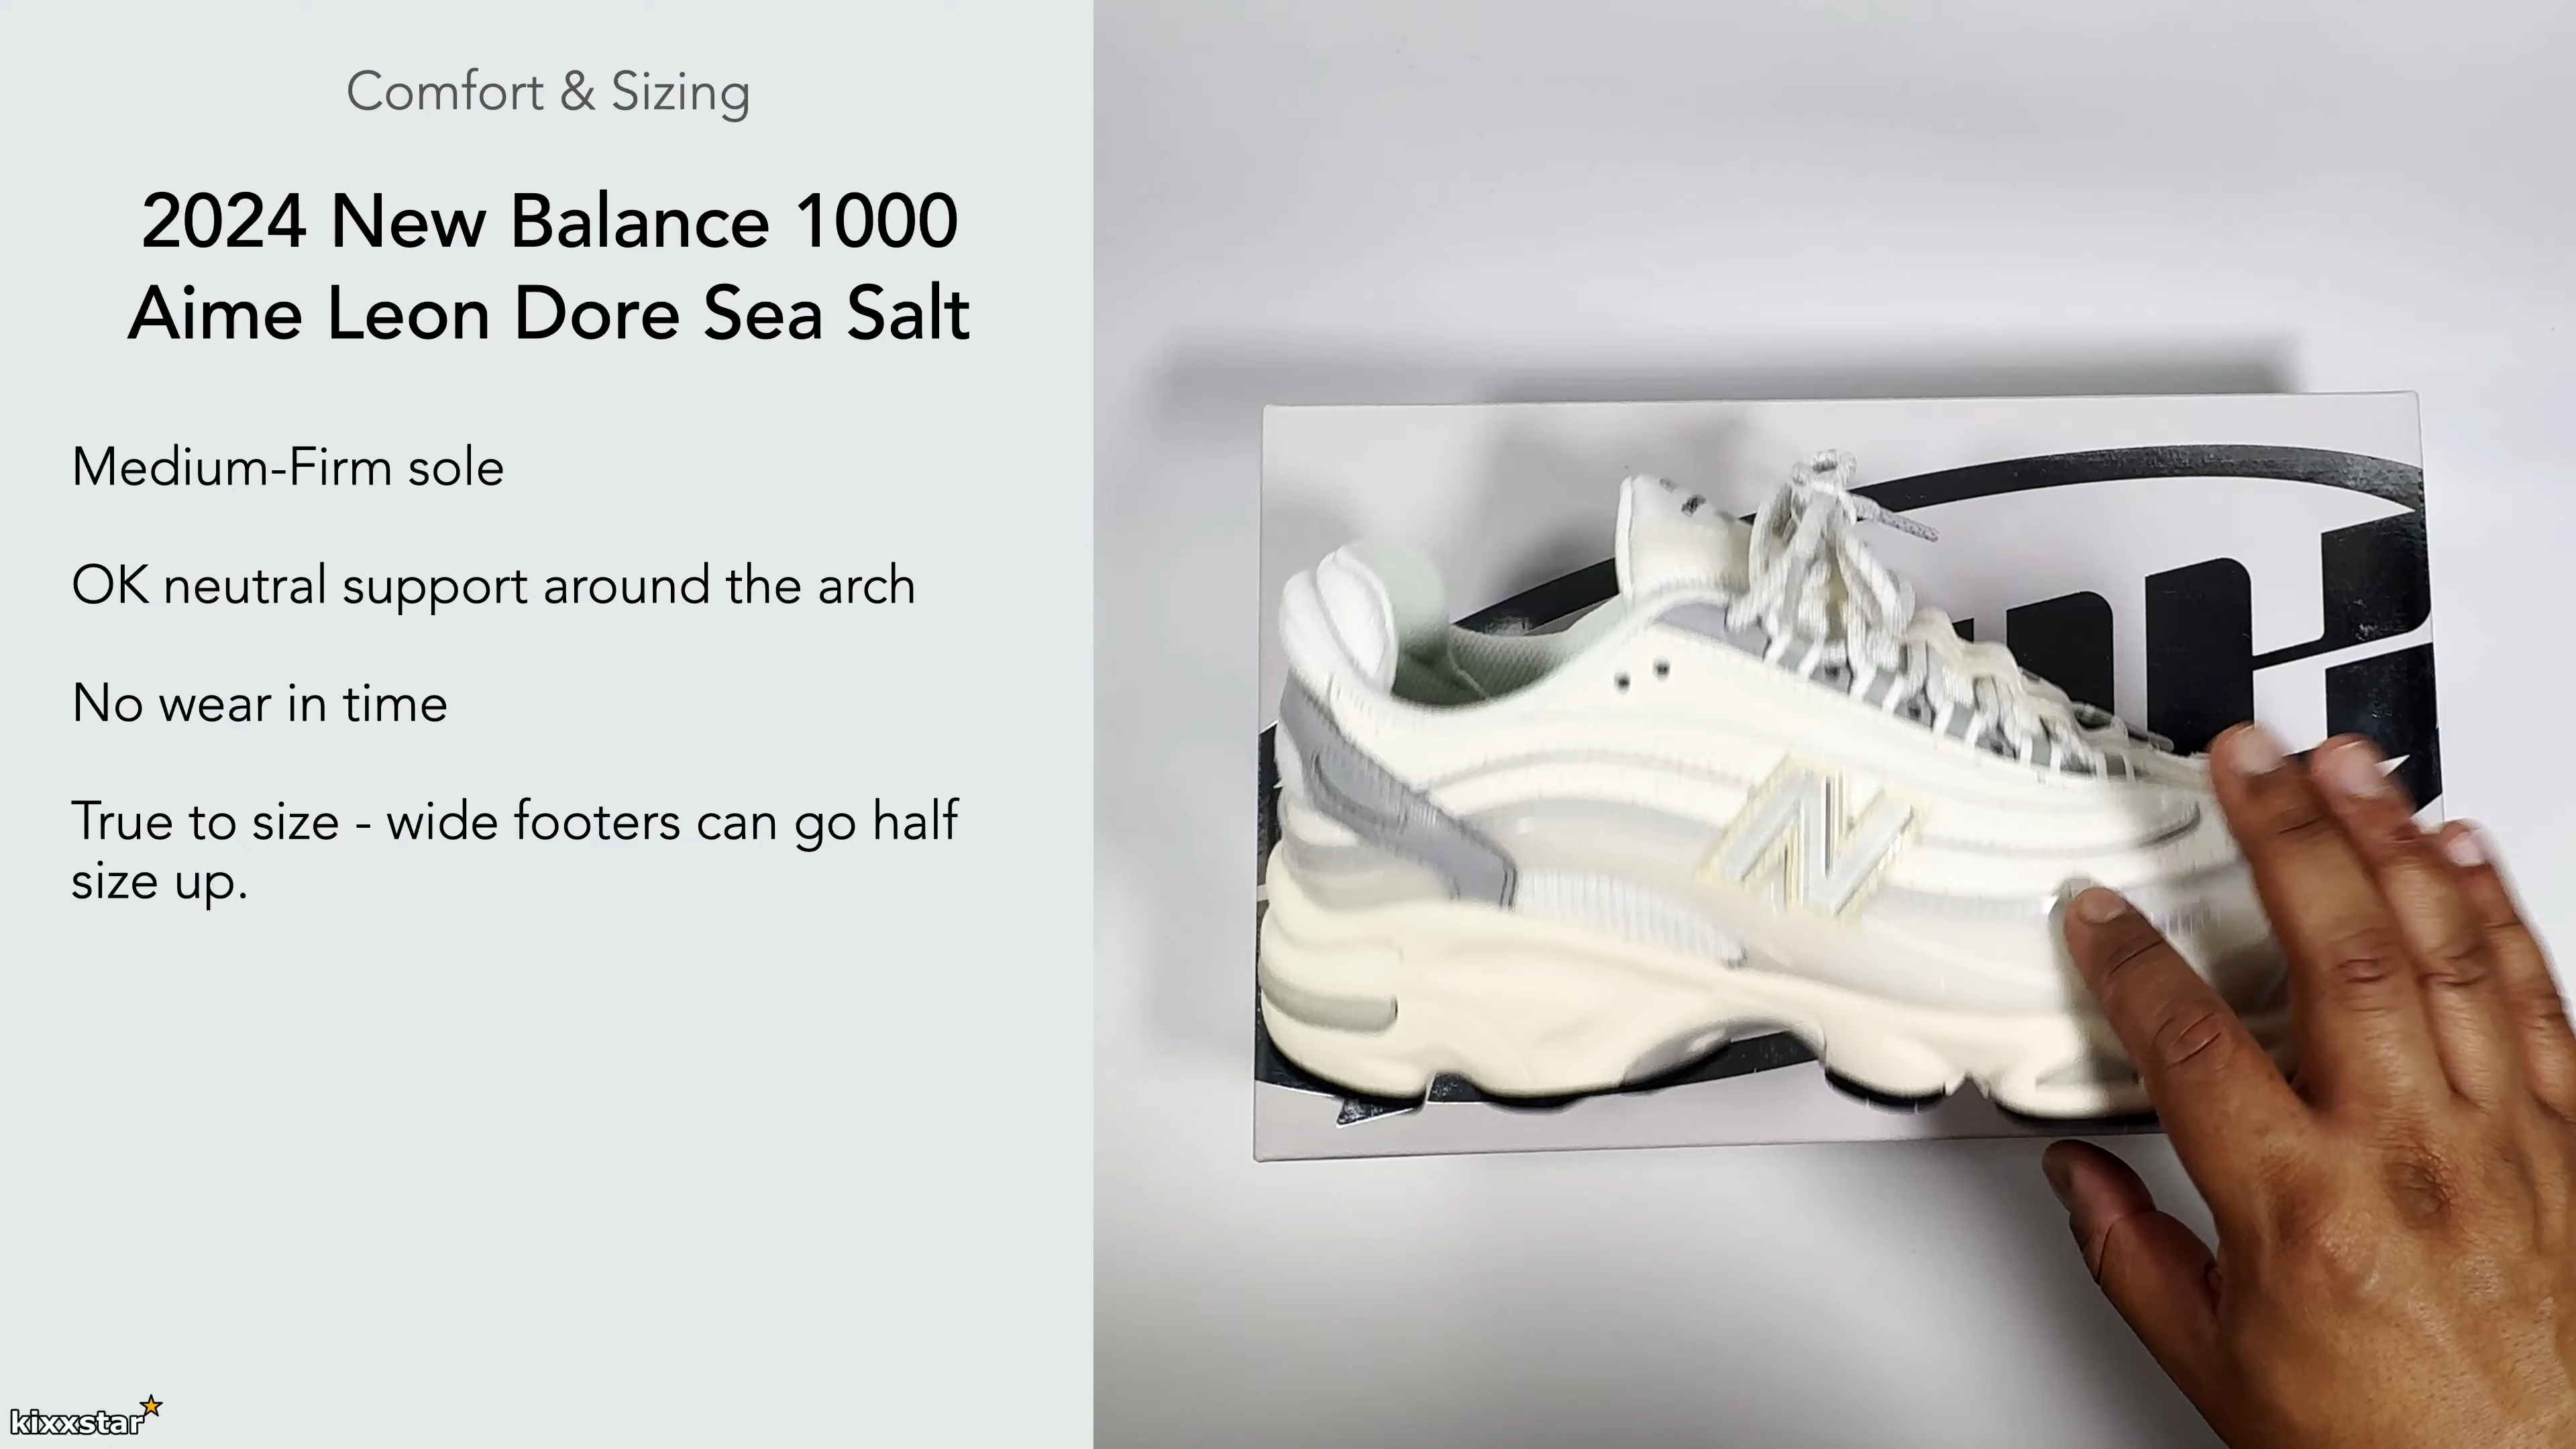 Comfort & Sizing
2024 New Balance 1000
Aime Leon Dore Sea Salt
Medium-Firm sole
OK neutral support around the arch
No wear in time
True to size - wide footers can go half
size up.
N
kixxstar